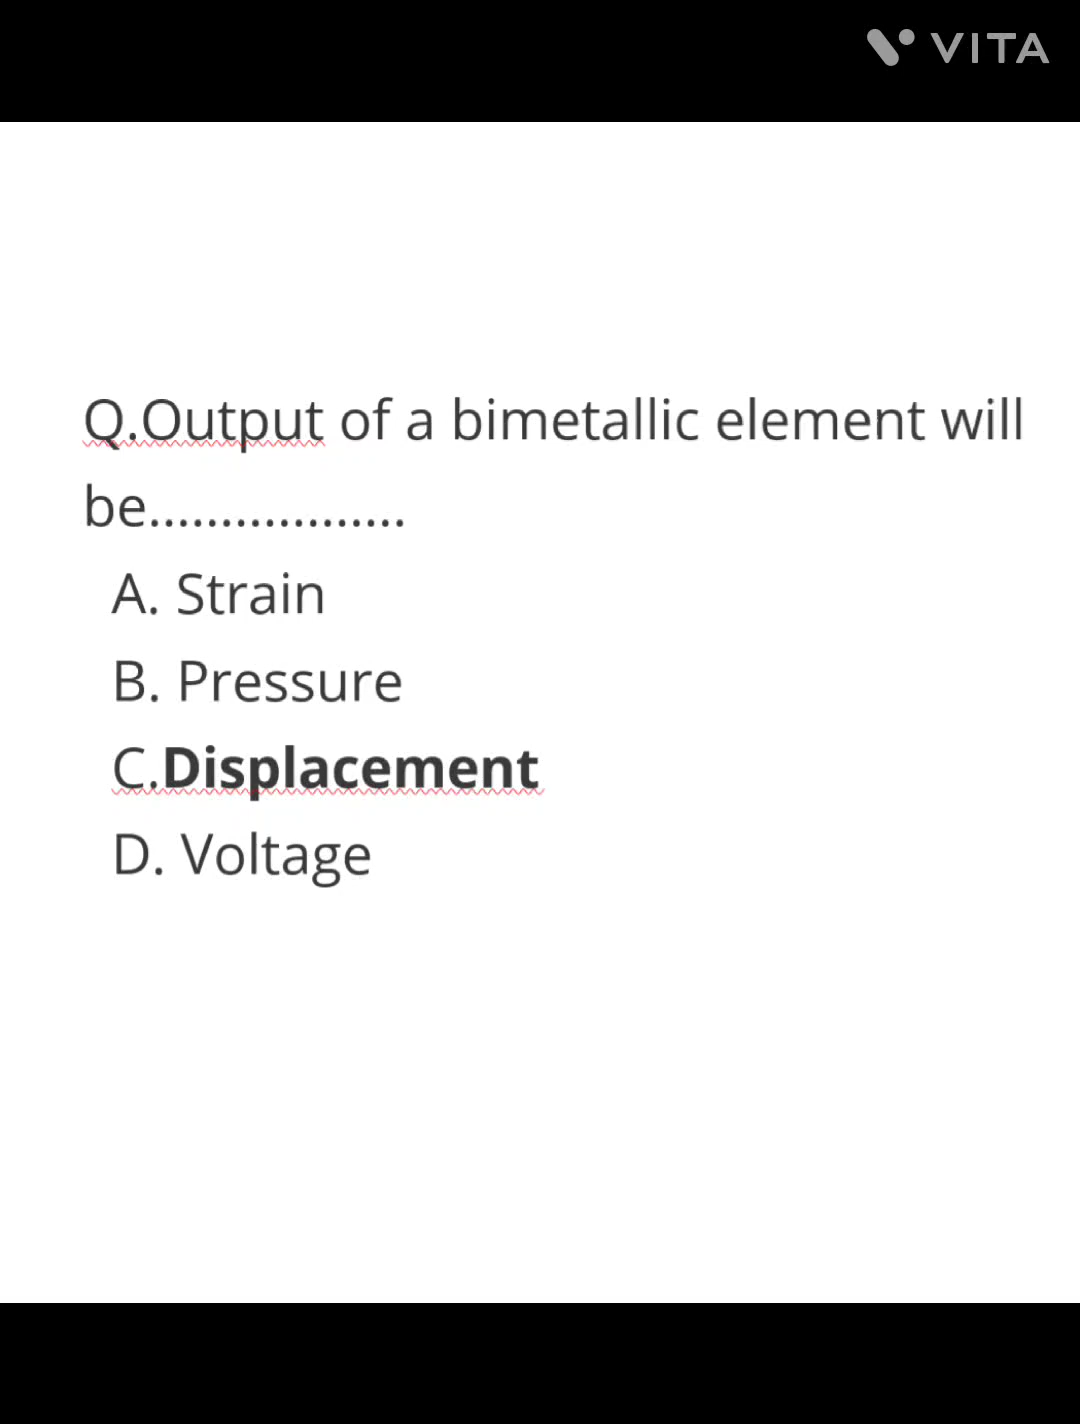 VITA
Q.Output of a bimetallic element will
be..................
A. Strain
B. Pressure
C.Displacement
D. Voltage